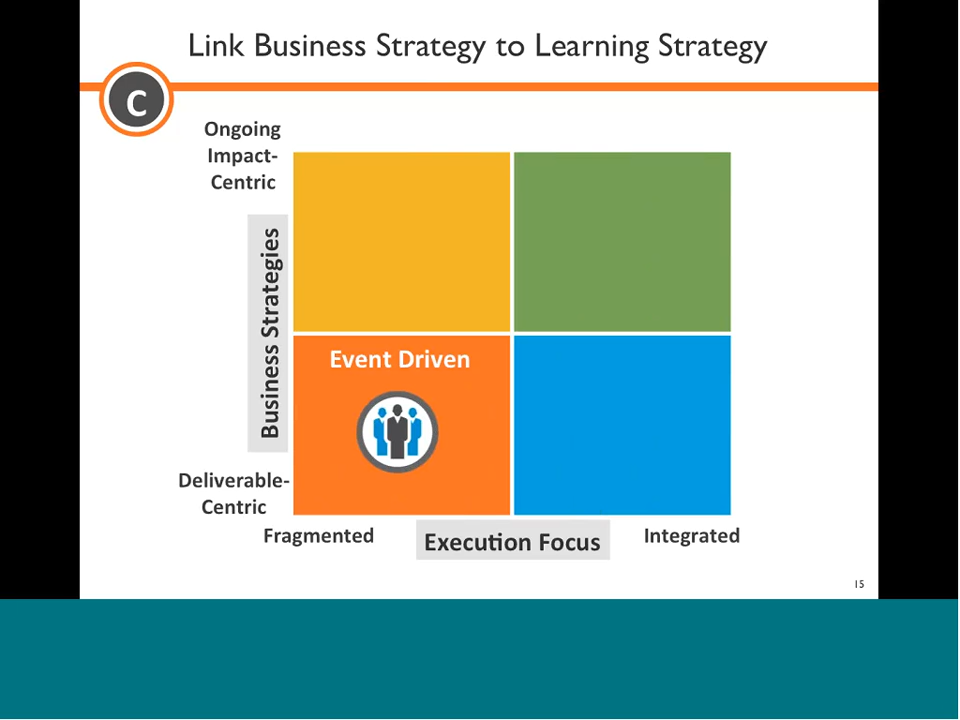 Link Business Strategy to Learning Strategy
C
Ongoing
Impact-
Centric
Business Strategies
Event Driven
Deliverable-
Centric
Fragmented
Execution Focus
Integrated
15